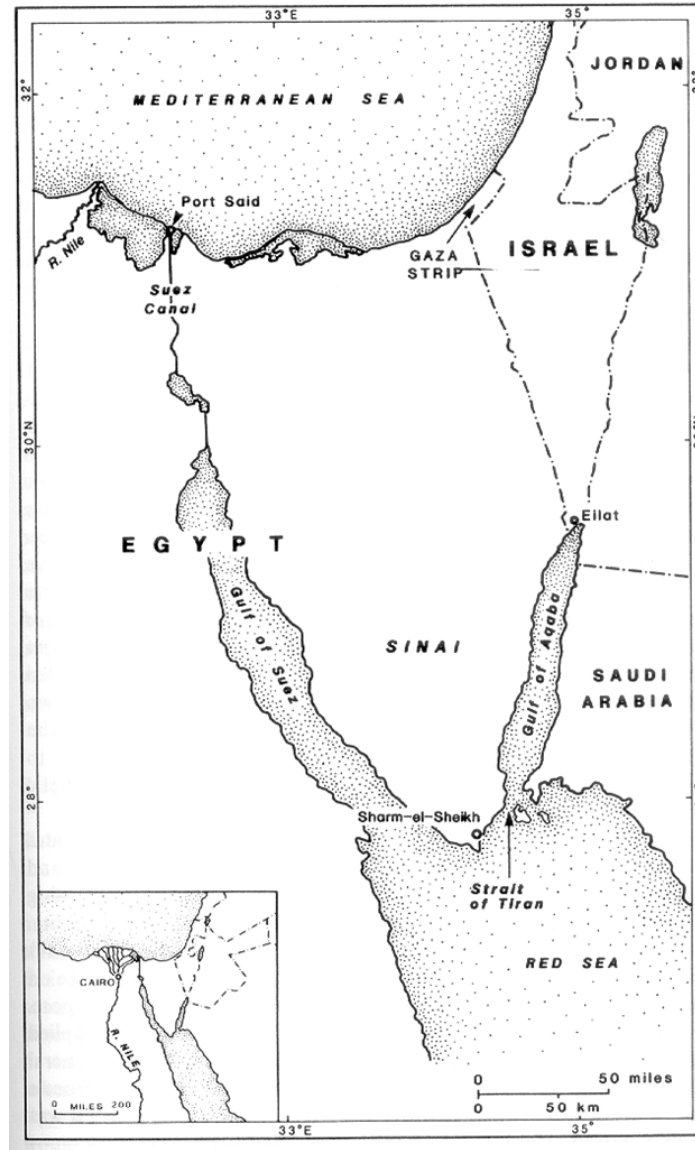 33°E
35°
JORDAN
32°
MEDITERRANEAN SEA
Port Said
R. Nile
GAZA
STRIP
ISRAEL
Suez
Canal
30°N
Eilat
EGYPT
Gulf of Suez
SINAI
Gulf of Aqaba
SAUDI
ARABIA
28°
Sharm-el-Sheikh
Strait
of Tiran
RED SEA
CAIRO
R. NILE
0 MILES 200
0 50 miles
0 50 km
33°E
35°